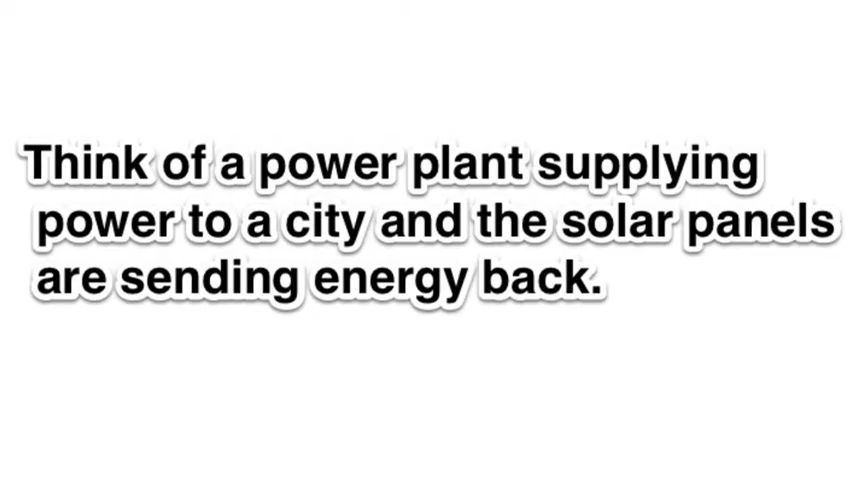 Think of a power plant supplying
power to a city and the solar panels
are sending energy back.